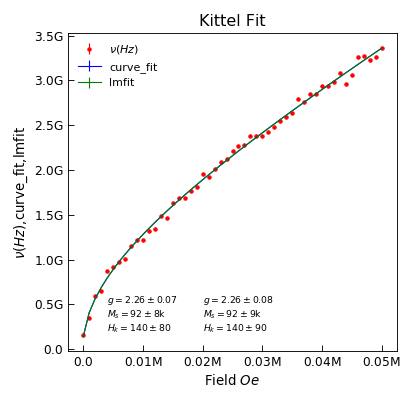 Kittel Fit
3.5G
3.0G
2.5G
2.0G
1.5G
1.0G
0.5G
0.0
ν(Hz),curve_fit,lmfit
ν(Hz)
curve_fit
lmfit
g = 2.26 ± 0.07
M_s = 92 ± 8k
H_k = 140 ± 80
g = 2.26 ± 0.08
M_s = 92 ± 9k
H_k = 140 ± 90
0.0 0.01M 0.02M 0.03M 0.04M 0.05M
Field Oe